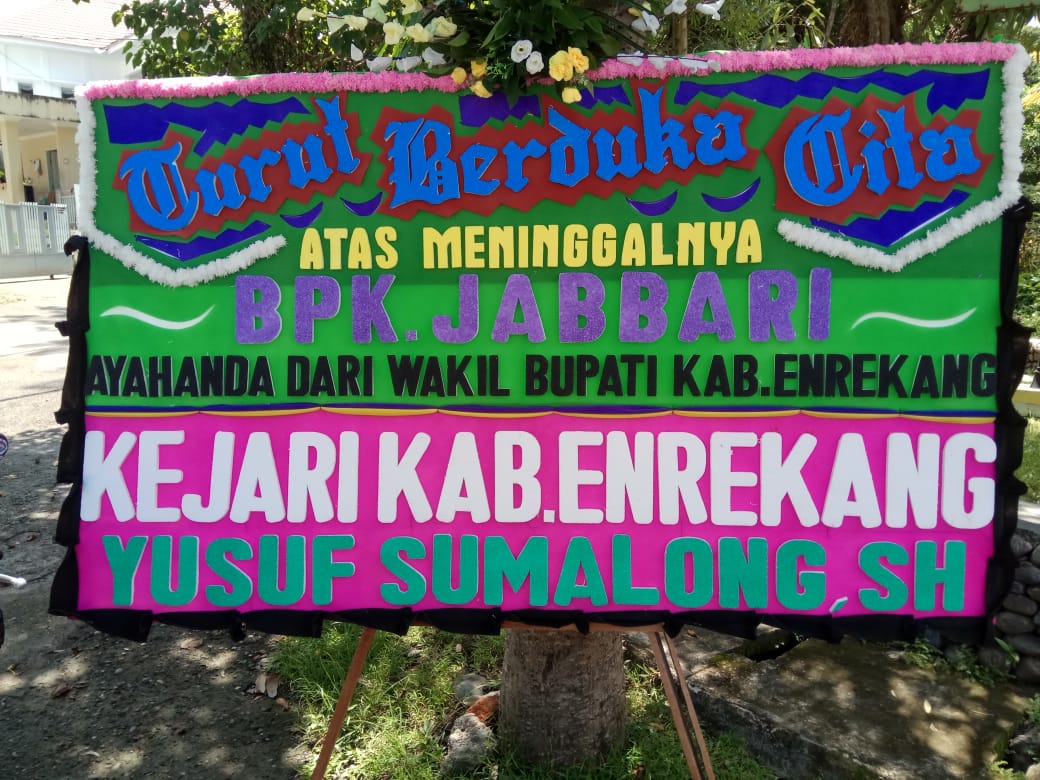 Turut Berduka Cita
ATAS MENINGGALNYA
BPK. JABBARI
AYAHANDA DARI WAKIL BUPATI KAB.ENREKANG
KEJARI KAB.ENREKANG
YUSUF SUMALONG, SH